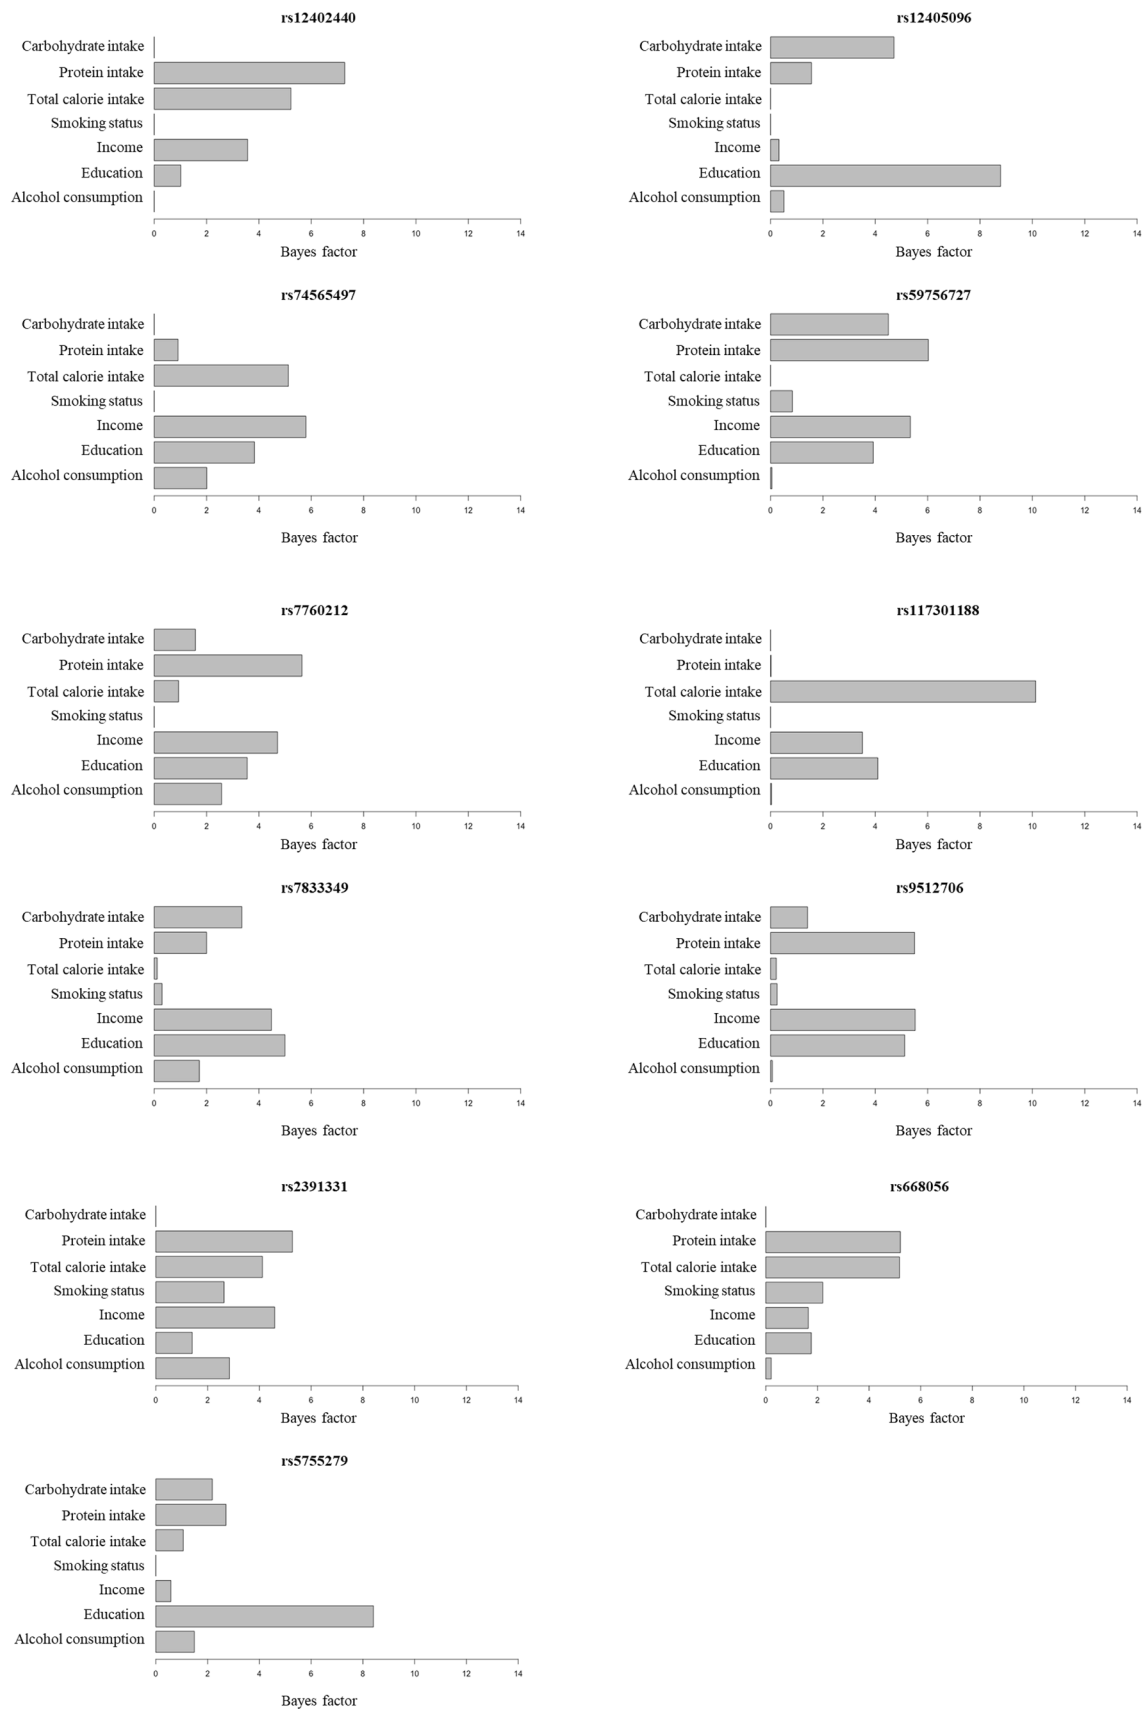 rs12402440
Carbohydrate intake
Protein intake
Total calorie intake
Smoking status
Income
Education
Alcohol consumption
0 2 4 6 8 10 12 14
Bayes factor
rs12405096
Carbohydrate intake
Protein intake
Total calorie intake
Smoking status
Income
Education
Alcohol consumption
0 2 4 6 8 10 12 14
Bayes factor
rs74565497
Carbohydrate intake
Protein intake
Total calorie intake
Smoking status
Income
Education
Alcohol consumption
0 2 4 6 8 10 12 14
Bayes factor
rs59756727
Carbohydrate intake
Protein intake
Total calorie intake
Smoking status
Income
Education
Alcohol consumption
0 2 4 6 8 10 12 14
Bayes factor
rs7760212
Carbohydrate intake
Protein intake
Total calorie intake
Smoking status
Income
Education
Alcohol consumption
0 2 4 6 8 10 12 14
Bayes factor
rs117301188
Carbohydrate intake
Protein intake
Total calorie intake
Smoking status
Income
Education
Alcohol consumption
0 2 4 6 8 10 12 14
Bayes factor
rs7833349
Carbohydrate intake
Protein intake
Total calorie intake
Smoking status
Income
Education
Alcohol consumption
0 2 4 6 8 10 12 14
Bayes factor
rs9512706
Carbohydrate intake
Protein intake
Total calorie intake
Smoking status
Income
Education
Alcohol consumption
0 2 4 6 8 10 12 14
Bayes factor
rs2391331
Carbohydrate intake
Protein intake
Total calorie intake
Smoking status
Income
Education
Alcohol consumption
0 2 4 6 8 10 12 14
Bayes factor
rs668056
Carbohydrate intake
Protein intake
Total calorie intake
Smoking status
Income
Education
Alcohol consumption
0 2 4 6 8 10 12 14
Bayes factor
rs5755279
Carbohydrate intake
Protein intake
Total calorie intake
Smoking status
Income
Education
Alcohol consumption
0 2 4 6 8 10 12 14
Bayes factor